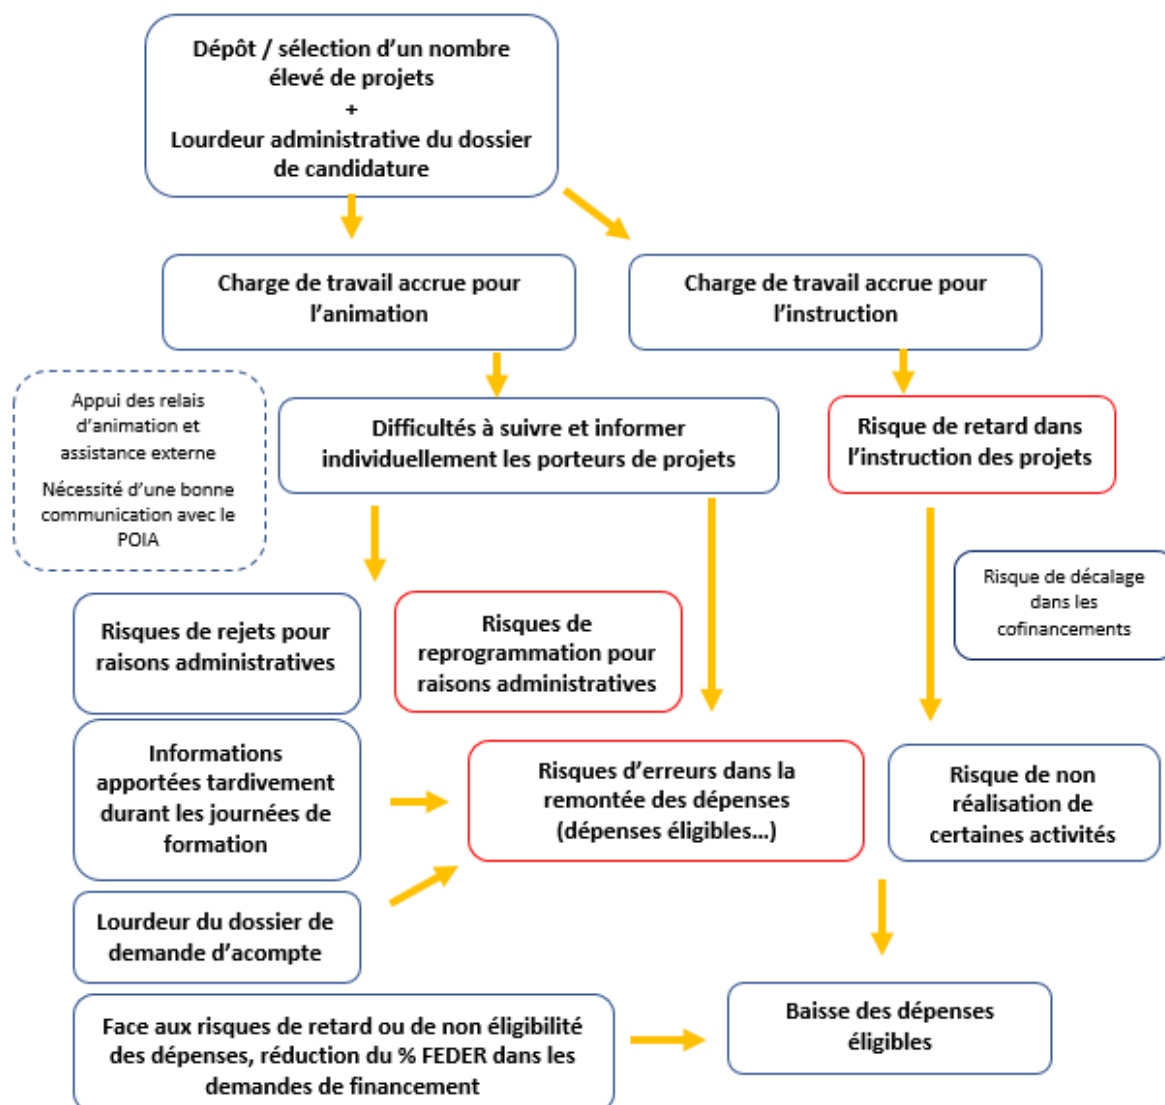 Dépôt / sélection d’un nombre
élevé de projets
+
Lourdeur administrative du dossier
de candidature
Charge de travail accrue pour
l’animation
Charge de travail accrue pour
l’instruction
Appui des relais
d’animation et
assistance externe
Nécessité d’une bonne
communication avec le
POIA
Difficultés à suivre et informer
individuellement les porteurs de projets
Risque de retard dans
l’instruction des projets
Risque de décalage
dans les
cofinancements
Risques de rejets pour
raisons administratives
Risques de
reprogrammation pour
raisons administratives
Informations
apportées tardivement
durant les journées de
formation
Risques d’erreurs dans la
remontée des dépenses
(dépenses éligibles…)
Risque de non
réalisation de
certaines activités
Lourdeur du dossier de
demande d’acompte
Face aux risques de retard ou de non éligibilité
des dépenses, réduction du % FEDER dans les
demandes de financement
Baisse des dépenses
éligibles